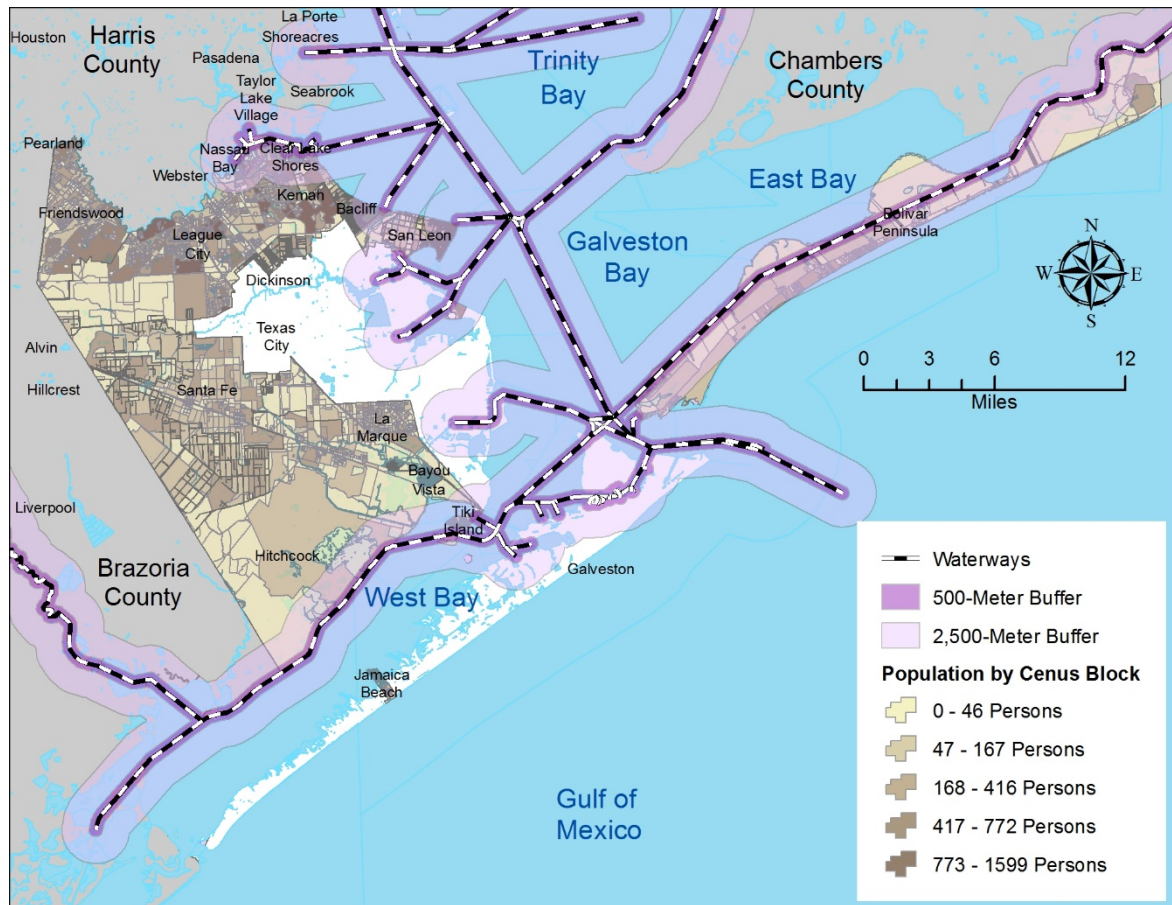 La Porte
Houston
Harris
County
Shoreacres
Pasadena
Trinity
Bay
Chambers
County
Taylor
Lake
Village
Seabrook
Pearland
Nassau
Bay
Clear Lake
Shores
Webster
East Bay
Kemah
Friendswood
Bacliff
Bolivar
Peninsula
League
City
San Leon
Galveston
Bay
N
W
E
S
Dickinson
Texas
City
Alvin
Hillcrest
Santa Fe
0
3
6
12
Miles
La
Marque
Bayou
Vista
Liverpool
Tiki
Island
Hitchcock
Brazoria
County
West Bay
Galveston
Jamaica
Beach
Gulf of
Mexico
Waterways
500-Meter Buffer
2,500-Meter Buffer
Population by Cenus Block
0 - 46 Persons
47 - 167 Persons
168 - 416 Persons
417 - 772 Persons
773 - 1599 Persons